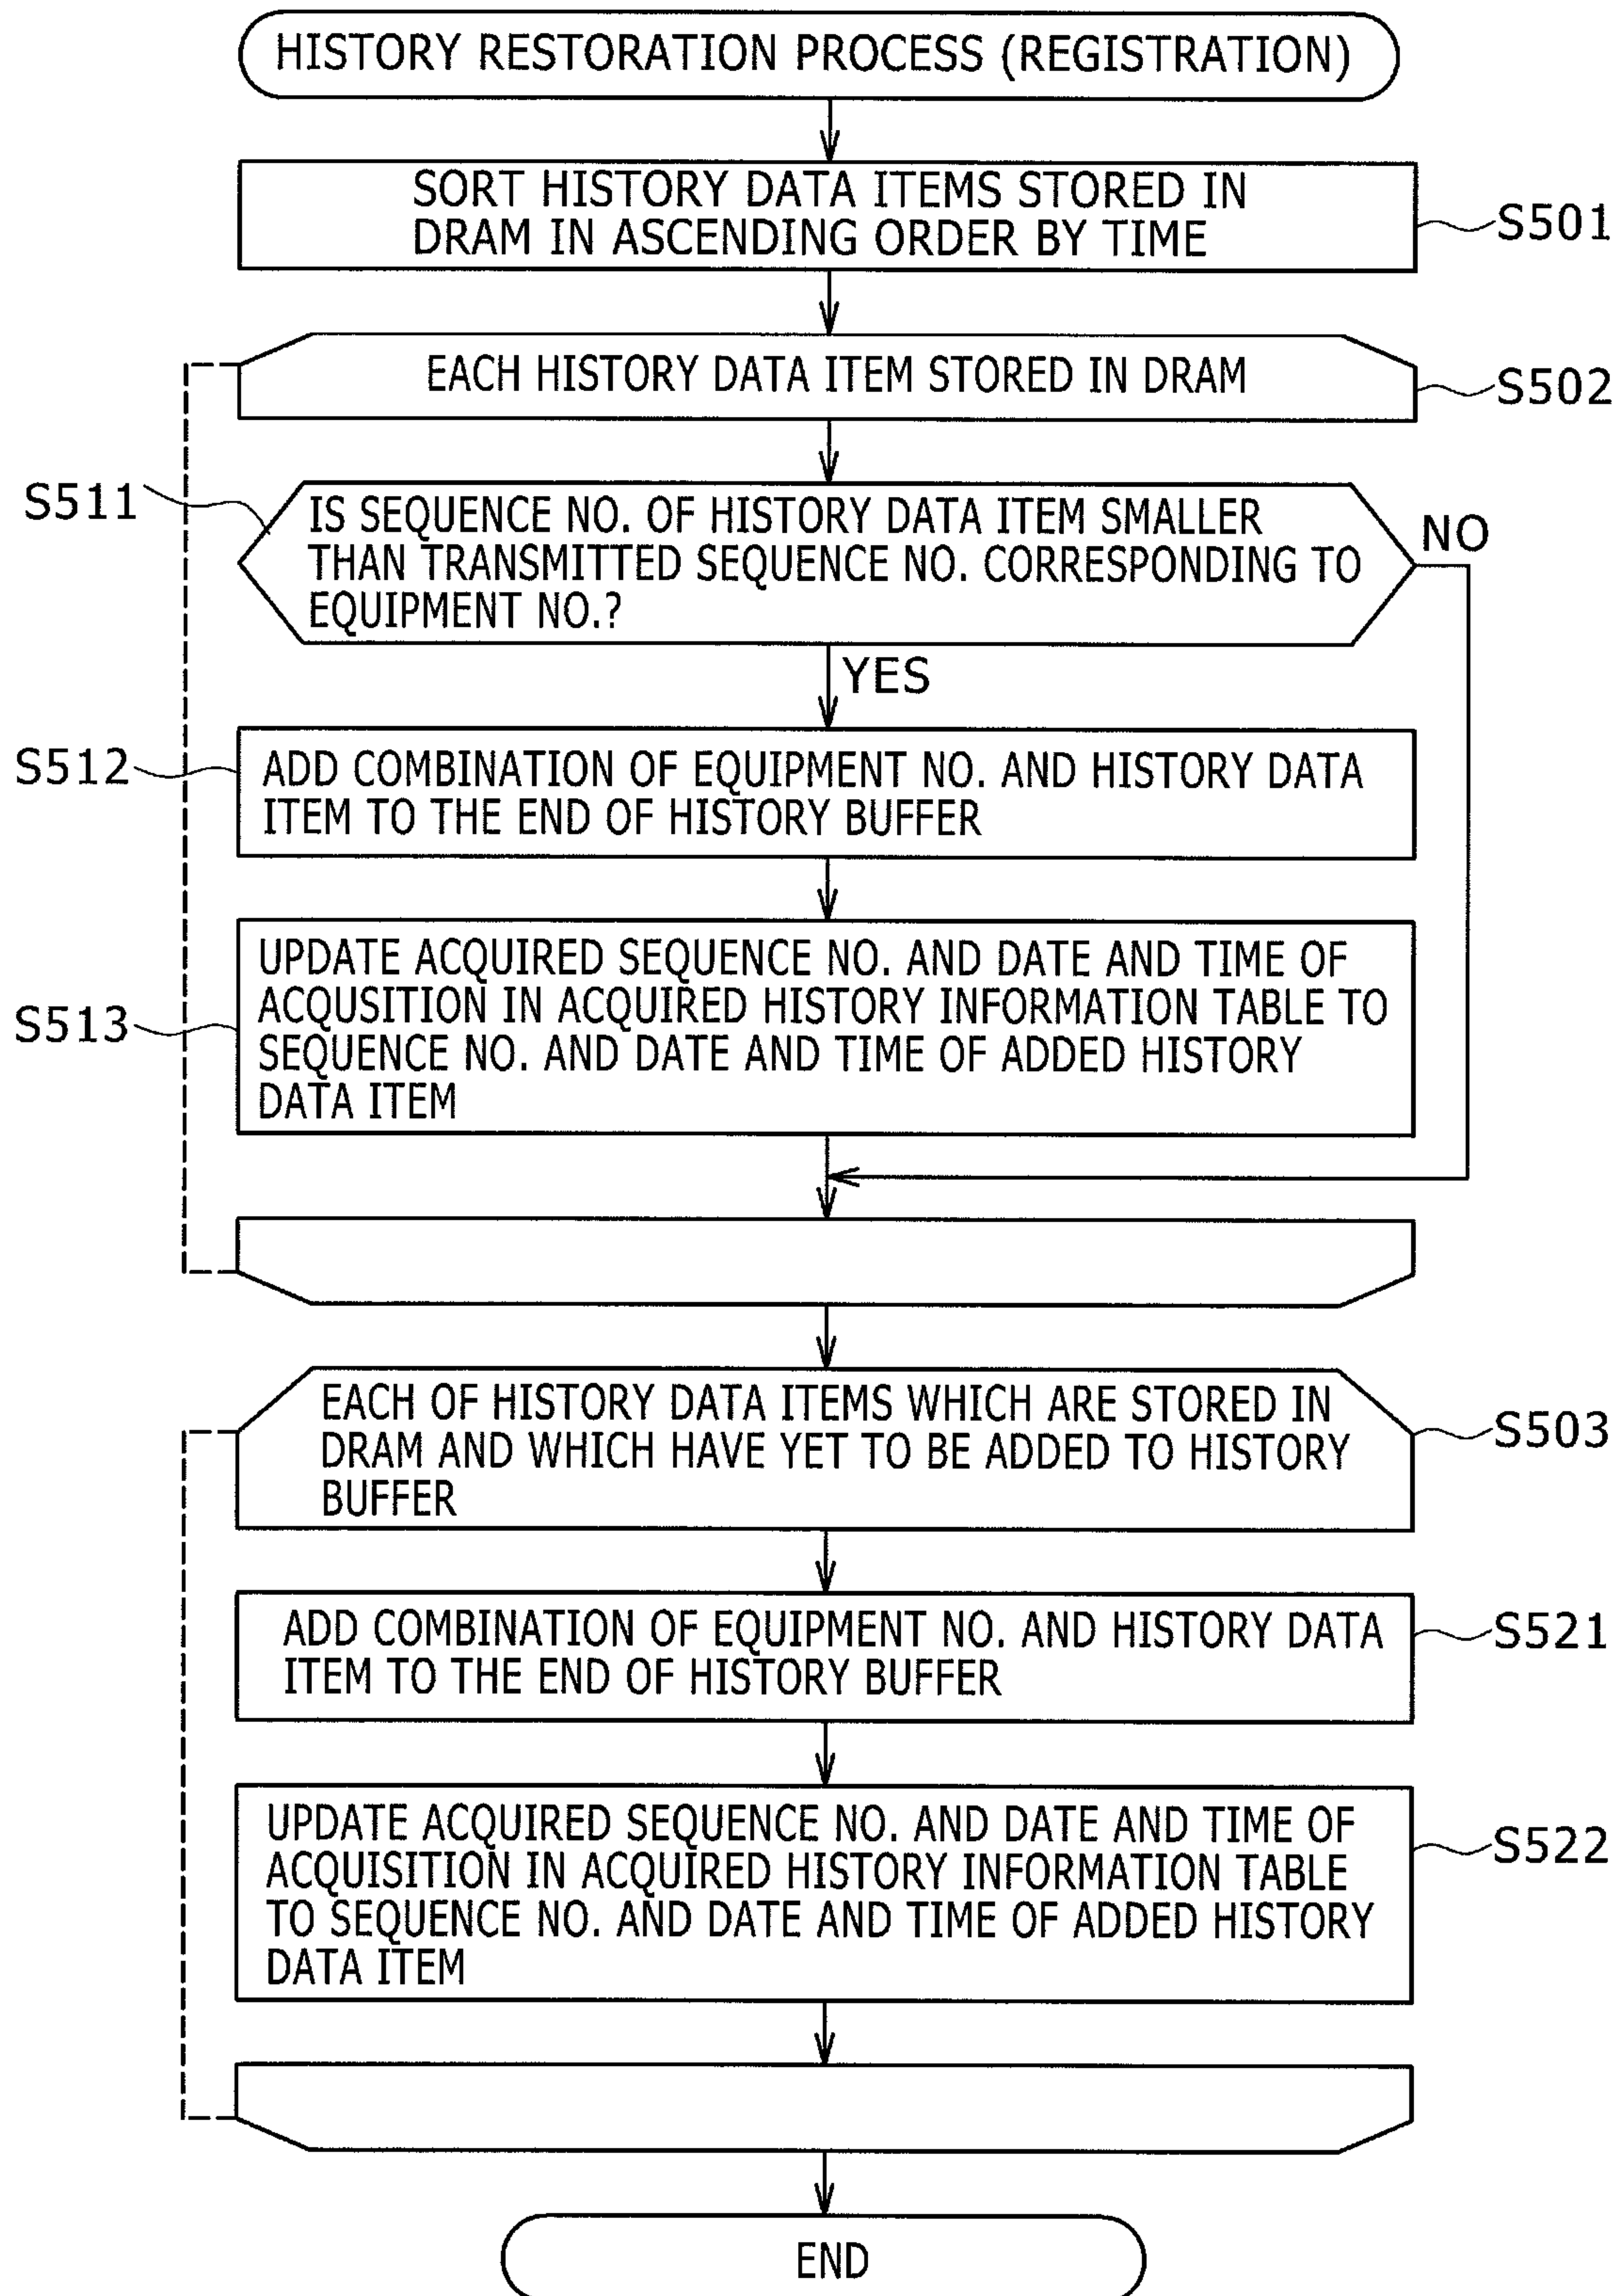 HISTORY RESTORATION PROCESS (REGISTRATION)
SORT HISTORY DATA ITEMS STORED IN
DRAM IN ASCENDING ORDER BY TIME
S501
EACH HISTORY DATA ITEM STORED IN DRAM
S502
S511
IS SEQUENCE NO. OF HISTORY DATA ITEM SMALLER
THAN TRANSMITTED SEQUENCE NO. CORRESPONDING TO
EQUIPMENT NO.?
NO
YES
S512
ADD COMBINATION OF EQUIPMENT NO. AND HISTORY DATA
ITEM TO THE END OF HISTORY BUFFER
S513
UPDATE ACQUIRED SEQUENCE NO. AND DATE AND TIME OF
ACQUSITION IN ACQUIRED HISTORY INFORMATION TABLE TO
SEQUENCE NO. AND DATE AND TIME OF ADDED HISTORY
DATA ITEM
EACH OF HISTORY DATA ITEMS WHICH ARE STORED IN
DRAM AND WHICH HAVE YET TO BE ADDED TO HISTORY
BUFFER
S503
ADD COMBINATION OF EQUIPMENT NO. AND HISTORY DATA
ITEM TO THE END OF HISTORY BUFFER
S521
UPDATE ACQUIRED SEQUENCE NO. AND DATE AND TIME OF
ACQUISITION IN ACQUIRED HISTORY INFORMATION TABLE
TO SEQUENCE NO. AND DATE AND TIME OF ADDED HISTORY
DATA ITEM
S522
END